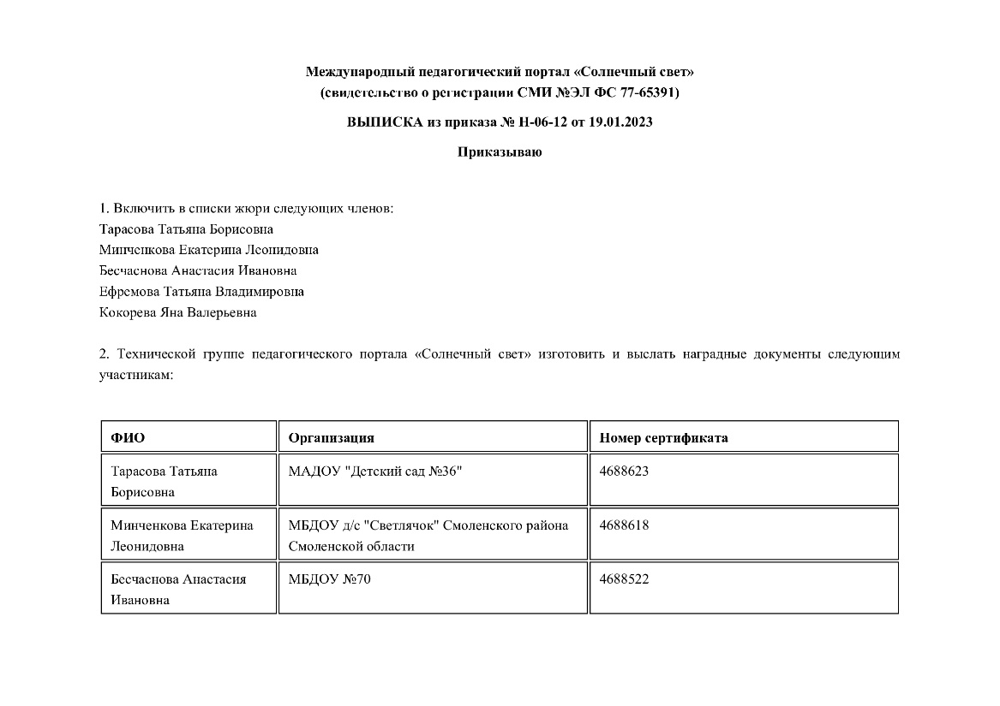 Международный педагогический портал «Солнечный свет»
(свидетельство о регистрации СМИ №ЭЛ ФС 77-65391)
ВЫПИСКА из приказа № Н-06-12 от 19.01.2023
Приказываю
1. Включить в списки жюри следующих членов:
Тарасова Татьяна Борисовна
Минченкова Екатерина Леонидовна
Бесчаснова Анастасия Ивановна
Ефремова Татьяна Владимировна
Кокорева Яна Валерьевна
2. Технической группе педагогического портала «Солнечный свет» изготовить и выслать наградные документы следующим
участникам:
ФИО Организация Номер сертификата
Тарасова Татьяна МАДОУ "Детский сад №36" 4688623
Борисовна
Минченкова Екатерина МБДОУ д/с "Светлячок" Смоленского района 4688618
Леонидовна Смоленской области
Бесчаснова Анастасия МБДОУ №70 4688522
Ивановна